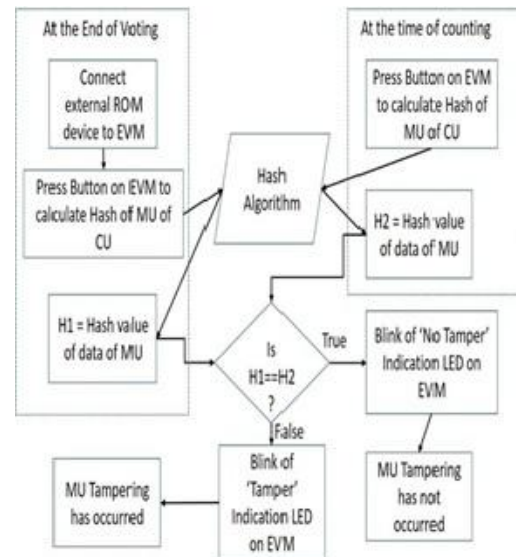 At the End of Voting
Connect
external ROM
device to EVM
Press Button on EVM to
calculate Hash of MU of
CU
H1 = Hash value
of data of MU
Hash
Algorithm
At the time of counting
Press Button on EVM
to calculate Hash of
MU of CU
H2 = Hash value
of data of MU
Is
H1==H2
?
True
False
Blink of 'No Tamper'
Indication LED on
EVM
MU Tampering
has not
occurred
Blink of
'Tamper'
Indication LED
on EVM
MU Tampering
has occurred